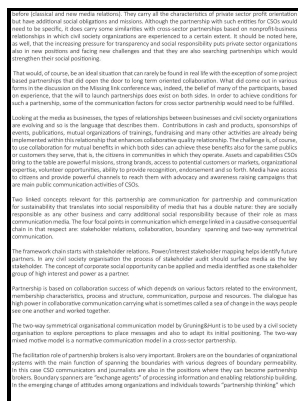 before (classical and new media relations). They carry all the characteristics of private sector profit orientation
but have additional social obligations and missions. Although the partnership with such entities for CSOs would
need to be specific, it does carry some similarities with cross-sector partnerships based on nonprofit-business
relationships in which civil society organizations are experienced to a certain extent. It should be noted here,
as well, that the increasing pressure for transparency and social responsibility puts private sector organizations
also in new positions and facing new challenges and that they are also searching partnerships which would
strengthen their social positioning.
That would, of course, be an ideal situation that can rarely be found in real life with the exception of some project
based partnerships that did open the door to long term oriented collaboration. What did come out in various
forms in the discussion on the Missing link conference was, indeed, the belief of many of the participants, based
on experience, that the will to launch partnerships does exist on both sides. In order to achieve conditions for
such a partnership, some of the communication factors for cross sector partnership would need to be fulfilled.
Looking at the media as businesses, the types of relationships between businesses and civil society organizations
are evolving and so is the language that describes them. Contributions in cash and products, sponsorships of
events, publications, mutual organizations of trainings, fundraising and many other activities are already being
implemented within this relationship that enhances collaborative quality relationship. The challenge is, of course,
to use collaboration for mutual benefits in which both sides can achieve these benefits also for the same publics
or customers they serve, that is, the citizens in communities in which they operate. Assets and capabilities CSOs
bring to the table are powerful missions, strong brands, access to potential customers or markets, organizational
expertise, volunteer opportunities, ability to provide recognition, endorsement and so forth. Media have access
to citizens and provide powerful channels to reach them with advocacy and awareness raising campaigns that
are main public communication activities of CSOs.
Two linked concepts relevant for this partnership are communication for partnership and communication
for sustainability that translates into social responsibility of media that has a double nature: they are socially
responsible as any other business and carry additional social responsibility because of their role as mass
communication media. The four focal points in communication which emerge linked in a causative-consequential
chain in that respect are: stakeholder relations, collaboration, boundary spanning and two-way symmetrical
communication.
The framework chain starts with stakeholder relations. Power/interest stakeholder mapping helps identify future
partners. In any civil society organisation the process of stakeholder audit should surface media as the key
stakeholder. The concept of corporate social opportunity can be applied and media identified as one stakeholder
group of high interest and power as a partner.
Partnership is based on collaboration success of which depends on various factors related to the environment,
membership characteristics, process and structure, communication, purpose and resources. The dialogue has
high power in collaborative communication carrying what is sometimes called a sea of change in the ways people
see one another and worked together.
The two-way symmetrical organisational communication model by Gruning&Hunt is to be used by a civil society
organisation to explore perceptions to place messages and also to adapt its initial positioning. The two-way
mixed motive model is a normative communication model in a cross-sector partnership.
The facilitation role of partnership brokers is also very important. Brokers are on the boundaries of organizational
systems with the main function of spanning the boundaries with various degrees of boundary permeability.
In this case CSO communicators and journalists are also in the positions where they can become partnership
brokers. Boundary spanners are "exchange agents" of processing information and enabling relationship building.
In the emerging change of attitudes among organizations and individuals towards "partnership thinking" which